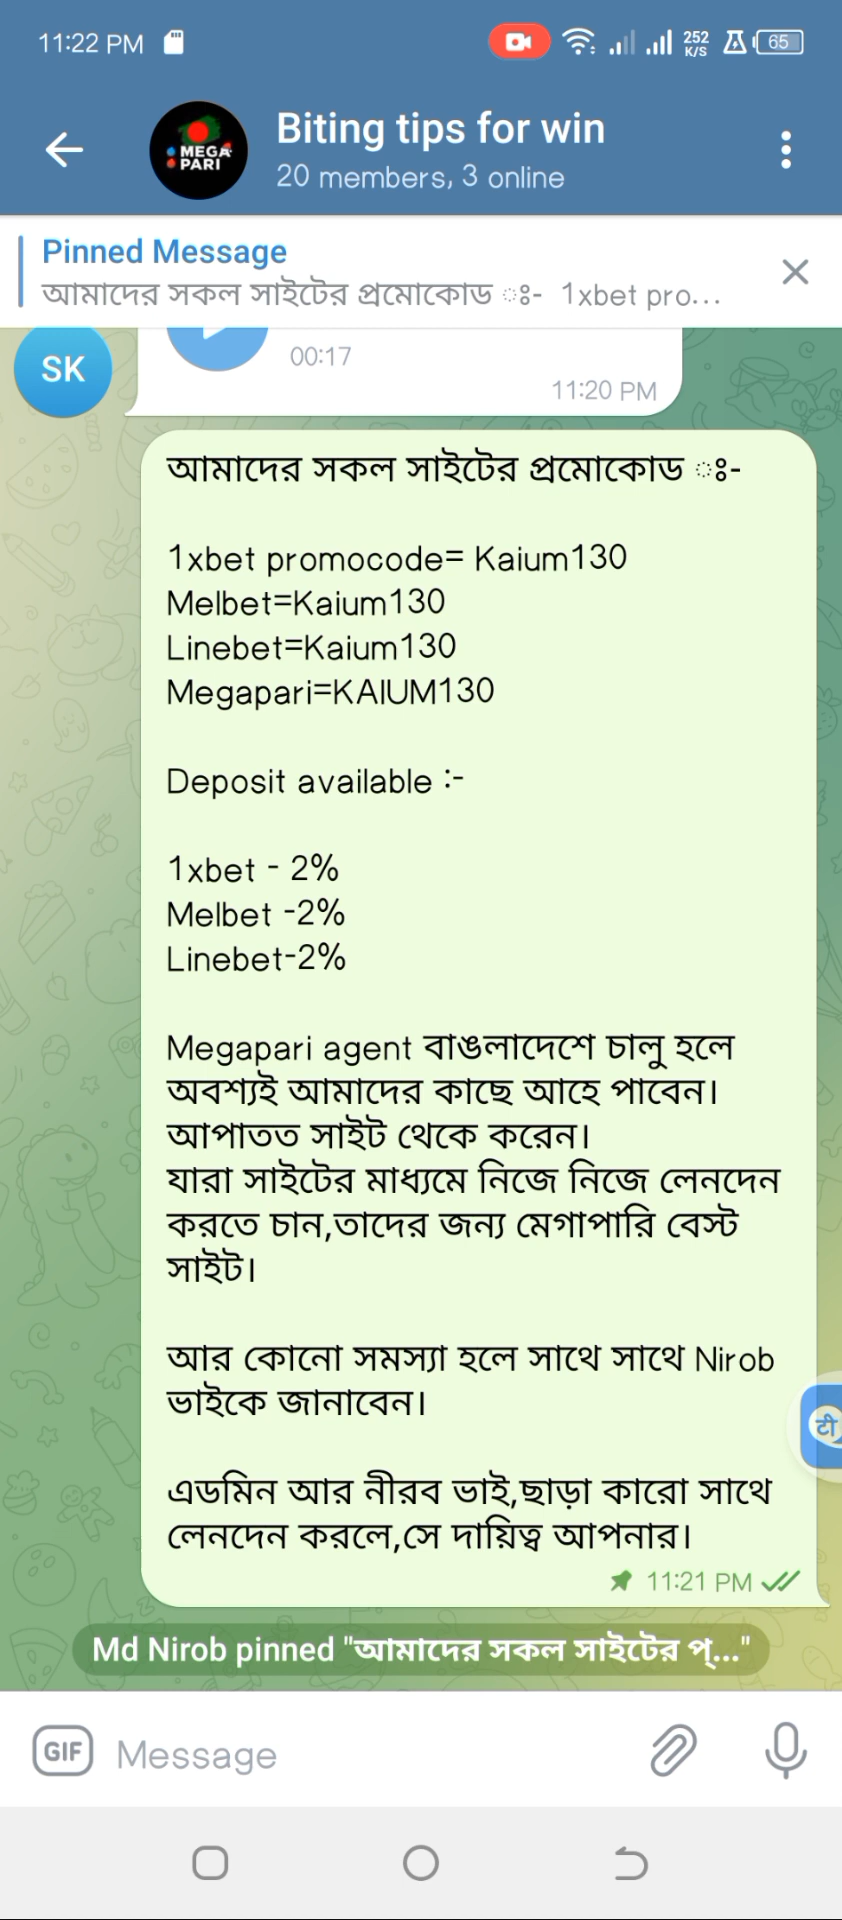 11:22 PM
252
K/S
65
MEGA
PARI
Biting tips for win
20 members, 3 online
Pinned Message
আমাদের সকল সাইটের প্রমোকোড ঃ- 1xbet pro...
SK
00:17
11:20 PM
আমাদের সকল সাইটের প্রমোকোড ঃ-
1xbet promocode= Kaium130
Melbet=Kaium130
Linebet=Kaium130
Megapari=KAIUM130
Deposit available :-
1xbet - 2%
Melbet -2%
Linebet-2%
Megapari agent বাঙলাদেশে চালু হলে
অবশ্যই আমাদের কাছে আহে পাবেন।
আপাতত সাইট থেকে করেন।
যারা সাইটের মাধ্যমে নিজে নিজে লেনদেন
করতে চান,তাদের জন্য মেগাপারি বেস্ট
সাইট।
আর কোনো সমস্যা হলে সাথে সাথে Nirob
ভাইকে জানাবেন।
टी
এডমিন আর নীরব ভাই,ছাড়া কারো সাথে
লেনদেন করলে,সে দায়িত্ব আপনার।
11:21 PM
Md Nirob pinned "আমাদের সকল সাইটের প্..."
GIF Message